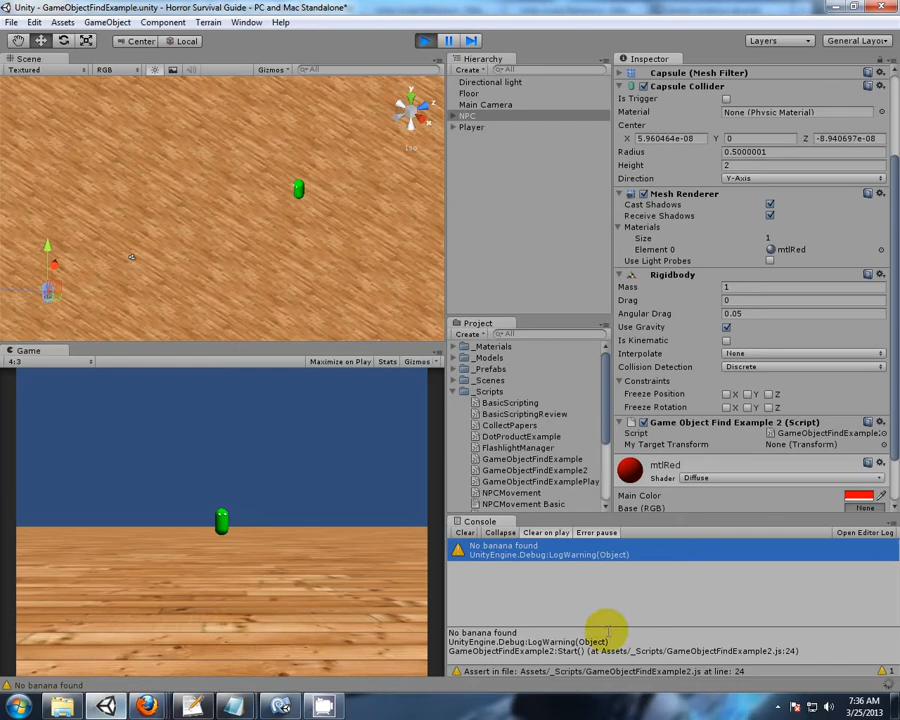 Unity - GameObjectFindExample.unity - Horror Survival Guide - PC and Mac Standalone*
File Edit Assets GameObject Component Terrain Window Help
Center Local Layers General Layout
Scene
Textured RGB Gizmos All
y
x
Iso
Game
4:3 Maximize on Play Stats Gizmos
Hierarchy
Create All
Directional light
Floor
Main Camera
NPC
Player
Project
Create All
_Materials
_Models
_Prefabs
_Scenes
_Scripts
BasicScripting
BasicScriptingReview
CollectPapers
DotProductExample
FlashlightManager
GameObjectFindExample
GameObjectFindExample2
GameObjectFindExamplePlay
NPCMovement
NPCMovement Basic
Inspector
Capsule (Mesh Filter)
Capsule Collider
Is Trigger
Material None (Physic Material)
Center
X 5.960464e-08 Y 0 Z -8.940697e-08
Radius 0.5000001
Height 2
Direction Y-Axis
Mesh Renderer
Cast Shadows
Receive Shadows
Materials
Size 1
Element 0 mtlRed
Use Light Probes
Rigidbody
Mass 1
Drag 0
Angular Drag 0.05
Use Gravity
Is Kinematic
Interpolate None
Collision Detection Discrete
Constraints
Freeze Position X Y Z
Freeze Rotation X Y Z
Game Object Find Example 2 (Script)
Script GameObjectFindExample2
My Target Transform None (Transform)
mtlRed
Shader Diffuse
Main Color
Base (RGB) None
Console
Clear Collapse Clear on play Error pause Open Editor Log
No banana found
UnityEngine.Debug:LogWarning(Object)
No banana found
UnityEngine.Debug:LogWarning(Object)
GameObjectFindExample2:Start() (at Assets/_Scripts/GameObjectFindExample2.js:24)
Assert in file: Assets/_Scripts/GameObjectFindExample2.js at line: 24 1
No banana found
7:36 AM
3/25/2013